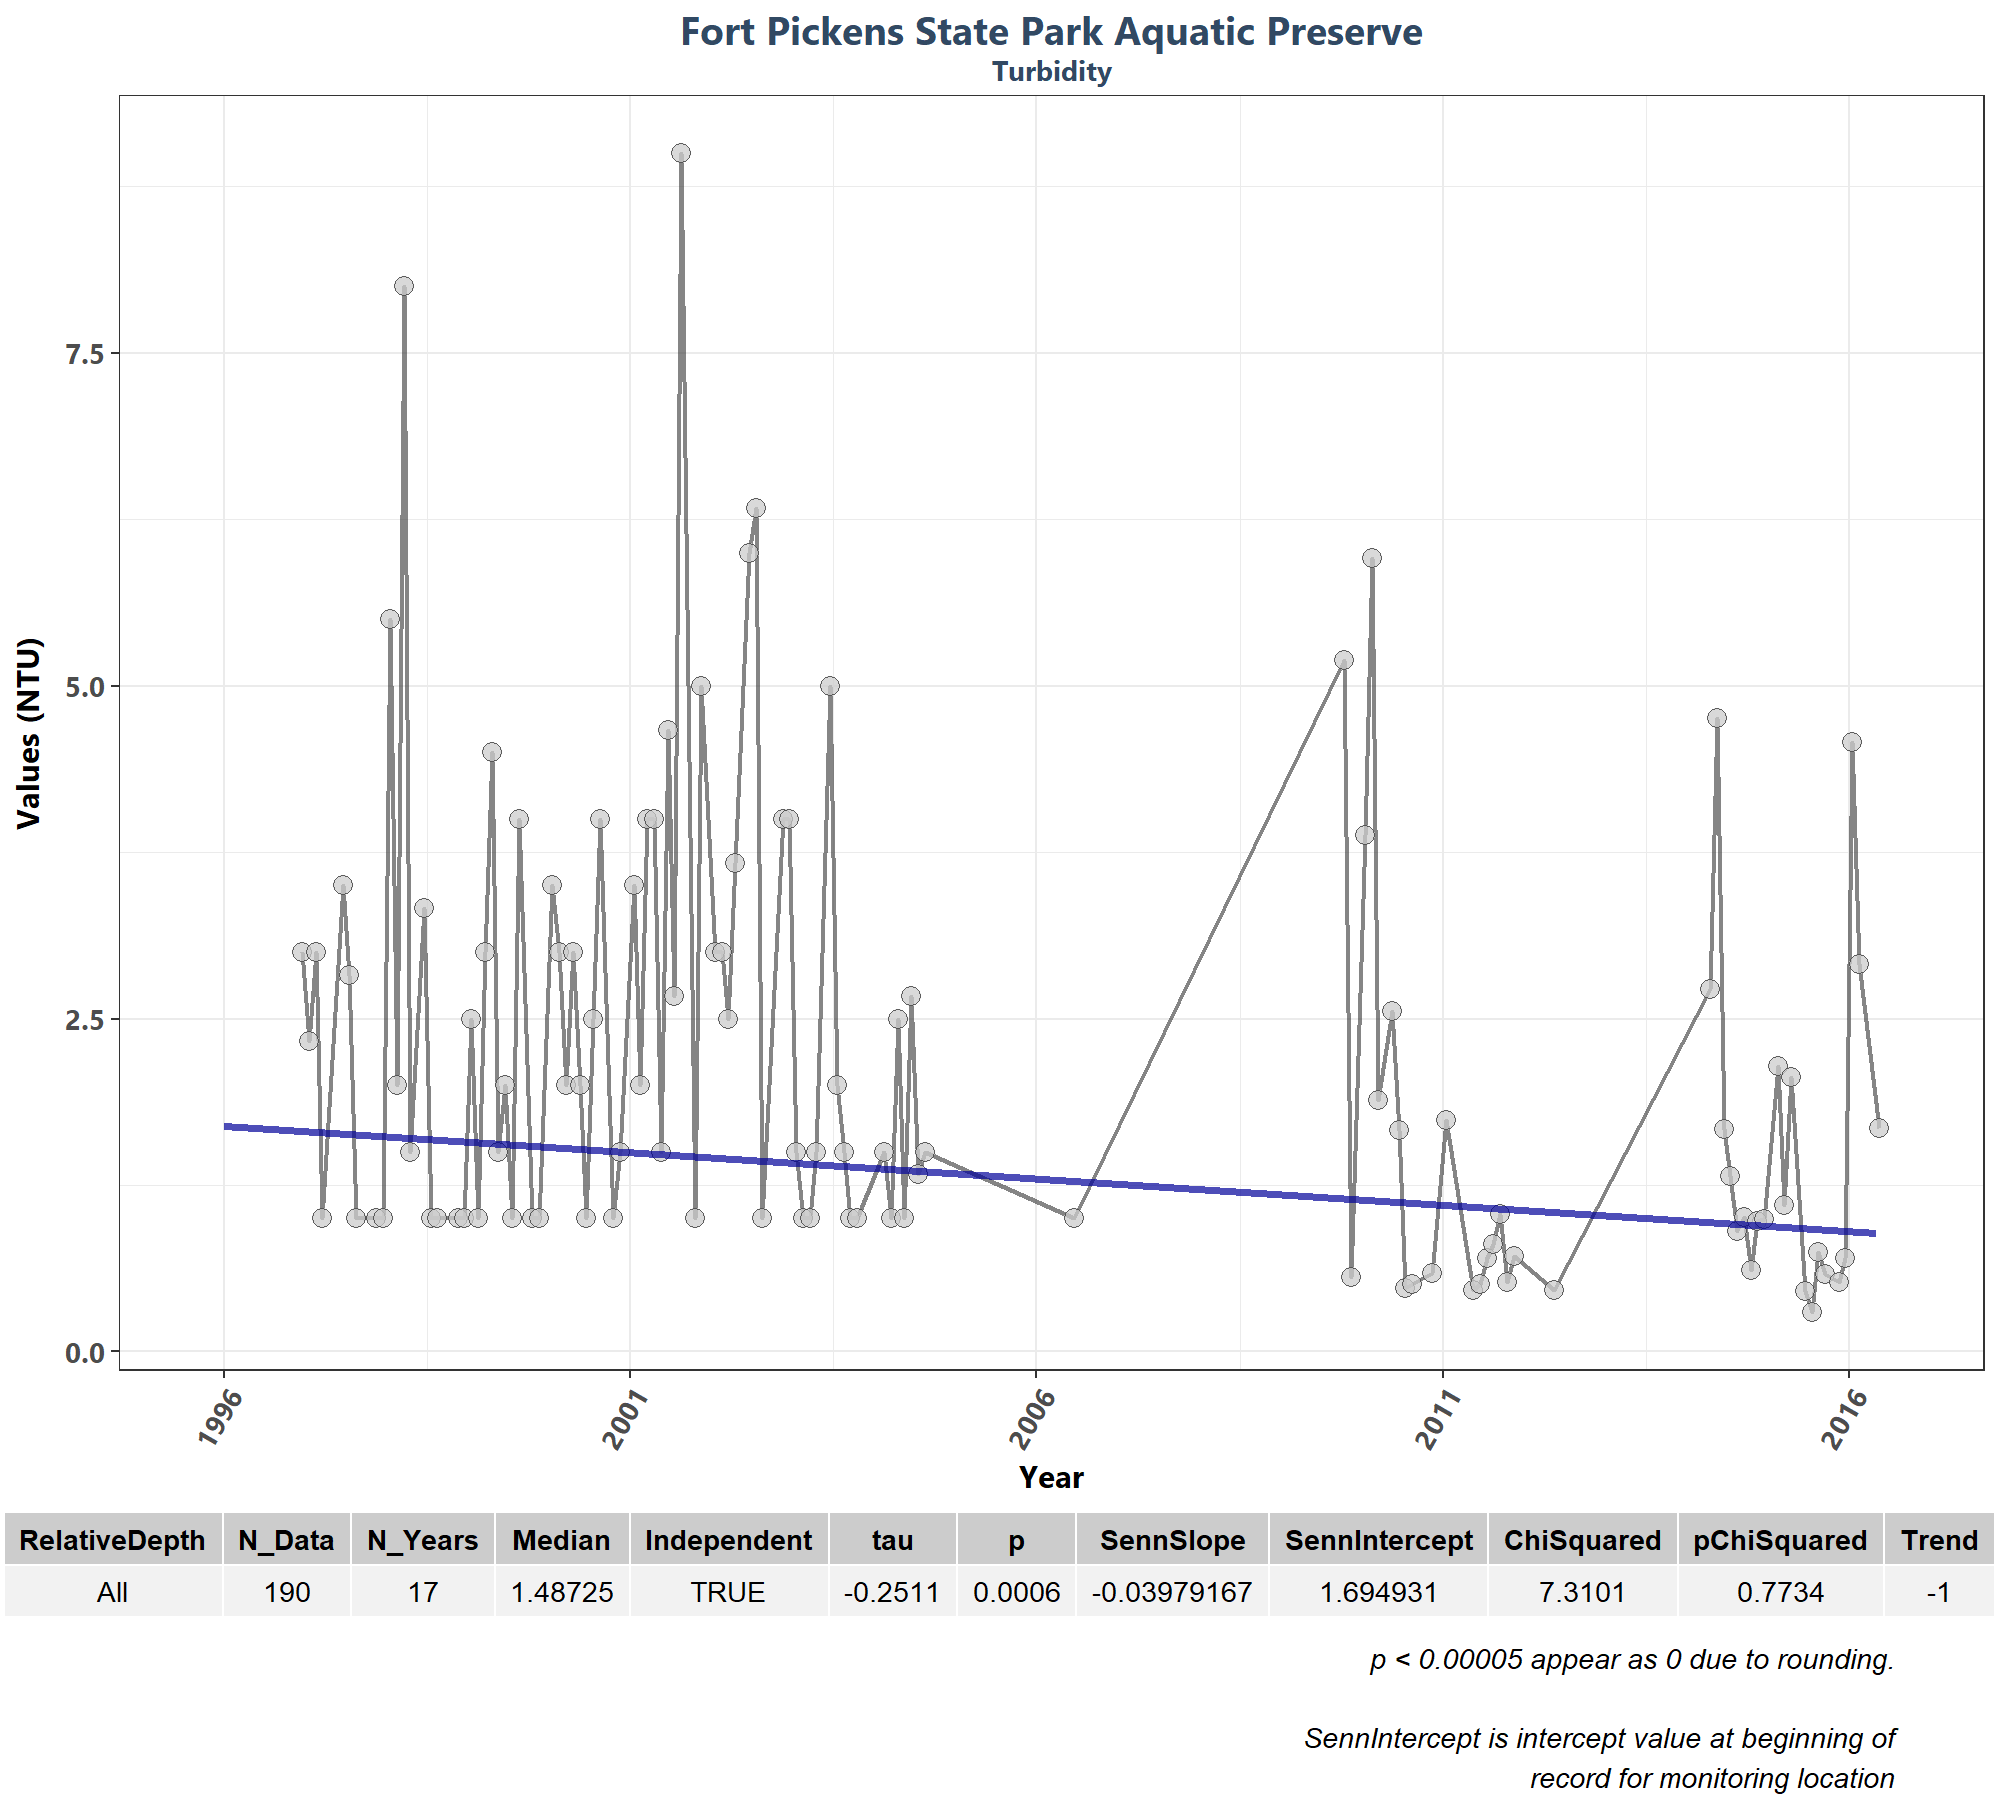 Fort Pickens State Park Aquatic Preserve
Turbidity
Values (NTU)
7.5
5.0
2.5
0.0
1996
2001
2006
2011
2016
Year
RelativeDepth N_Data N_Years Median Independent tau p SennSlope SennIntercept ChiSquared pChiSquared Trend
All 190 17 1.48725 TRUE -0.2511 0.0006 -0.03979167 1.694931 7.3101 0.7734 -1
p < 0.00005 appear as 0 due to rounding.
SennIntercept is intercept value at beginning of
record for monitoring location